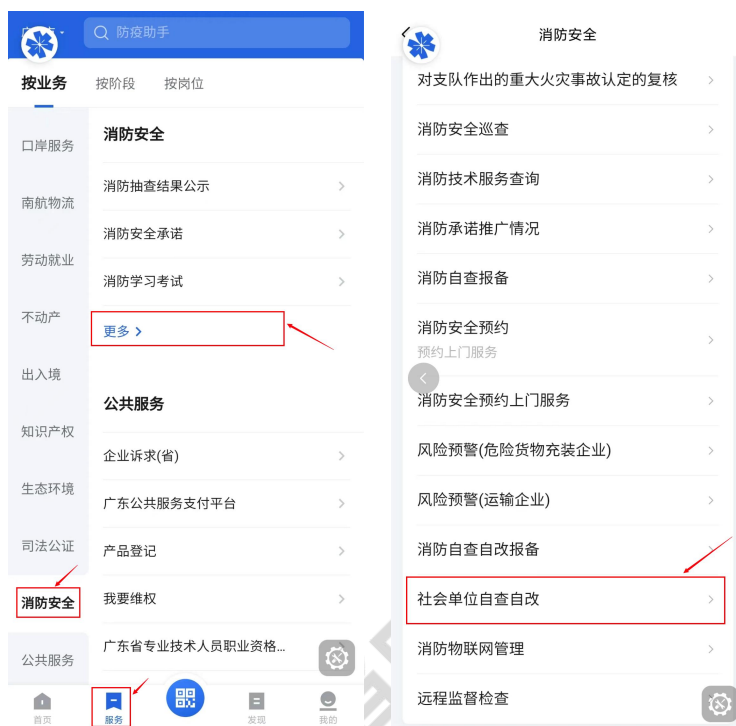 防疫助手
按业务
按阶段
按岗位
口岸服务
南航物流
劳动就业
不动产
出入境
知识产权
生态环境
司法公证
消防安全
公共服务
消防安全
消防抽查结果公示
消防安全承诺
消防学习考试
更多
公共服务
企业诉求(省)
广东公共服务支付平台
产品登记
我要维权
广东省专业技术人员职业资格...
首页
服务
发现
我的
消防安全
对支队作出的重大火灾事故认定的复核
消防安全巡查
消防技术服务查询
消防承诺推广情况
消防自查报备
消防安全预约
预约上门服务
消防安全预约上门服务
风险预警(危险货物充装企业)
风险预警(运输企业)
消防自查自改报备
社会单位自查自改
消防物联网管理
远程监督检查